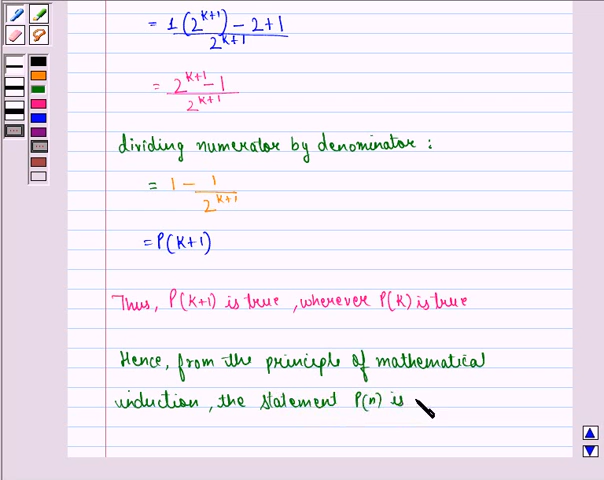 = 1(2^{k+1}) - 2 + 1 / 2^{k+1}
= 2^{k+1} - 1 / 2^{k+1}
dividing numerator by denominator :
= 1 - 1 / 2^{k+1}
= P(k+1)
Thus, P(k+1) is true , wherever P(k) is true
Hence, from the principle of mathematical
induction , the statement P(n) is